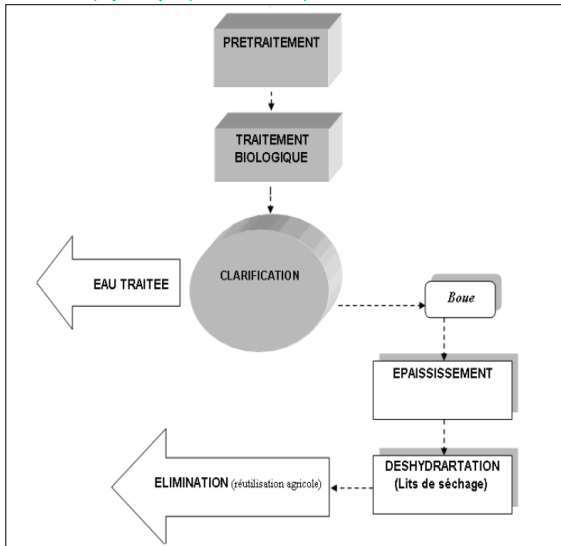 PRETRAITEMENT
TRAITEMENT
BIOLOGIQUE
CLARIFICATION
EAU TRAITEE
Boue
EPAISSISSEMENT
DESHYDRARTATION
(Lits de séchage)
ELIMINATION (réutilisation agricole)